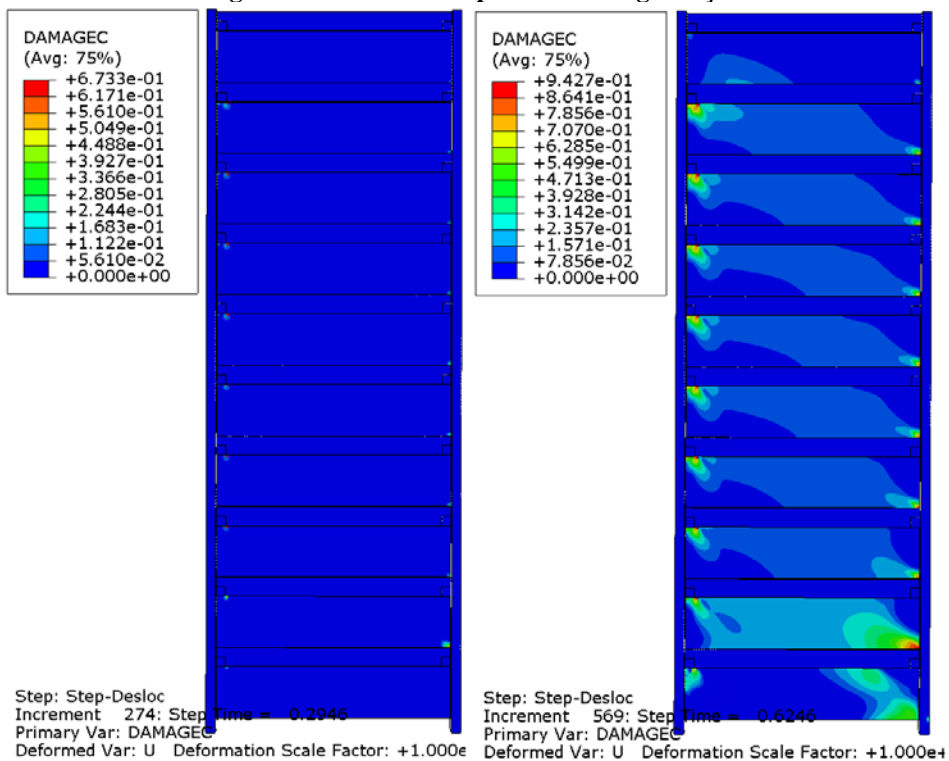 DAMAGEC
(Avg: 75%)
+6.733e-01
+6.171e-01
+5.610e-01
+5.049e-01
+4.488e-01
+3.927e-01
+3.366e-01
+2.805e-01
+2.244e-01
+1.683e-01
+1.122e-01
+5.610e-02
+0.000e+00
Step: Step-Desloc
Increment 274: Step Time = 0.2946
Primary Var: DAMAGEC
Deformed Var: U Deformation Scale Factor: +1.000e
DAMAGEC
(Avg: 75%)
+9.427e-01
+8.641e-01
+7.856e-01
+7.070e-01
+6.285e-01
+5.499e-01
+4.713e-01
+3.928e-01
+3.142e-01
+2.357e-01
+1.571e-01
+7.856e-02
+0.000e+00
Step: Step-Desloc
Increment 569: Step Time = 0.6246
Primary Var: DAMAGEC
Deformed Var: U Deformation Scale Factor: +1.000e+